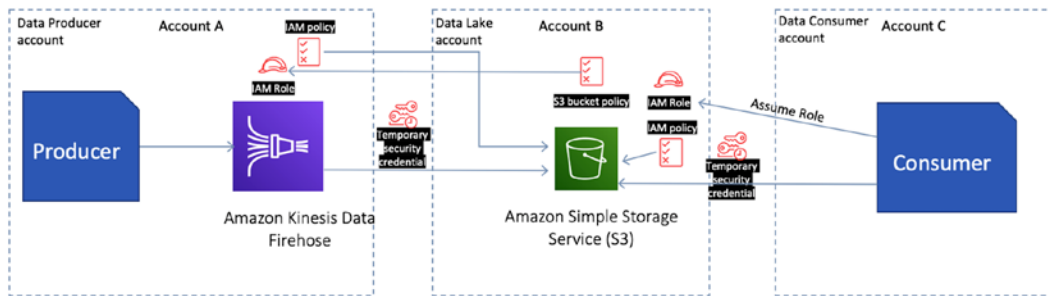 Data Producer
account
Account A
IAM policy
IAM Role
Producer
Temporary
security
credential
Amazon Kinesis Data
Firehose
Data Lake
account
Account B
S3 bucket policy
IAM Role
IAM policy
Temporary
security
credential
Amazon Simple Storage
Service (S3)
Data Consumer
account
Account C
Assume Role
Consumer